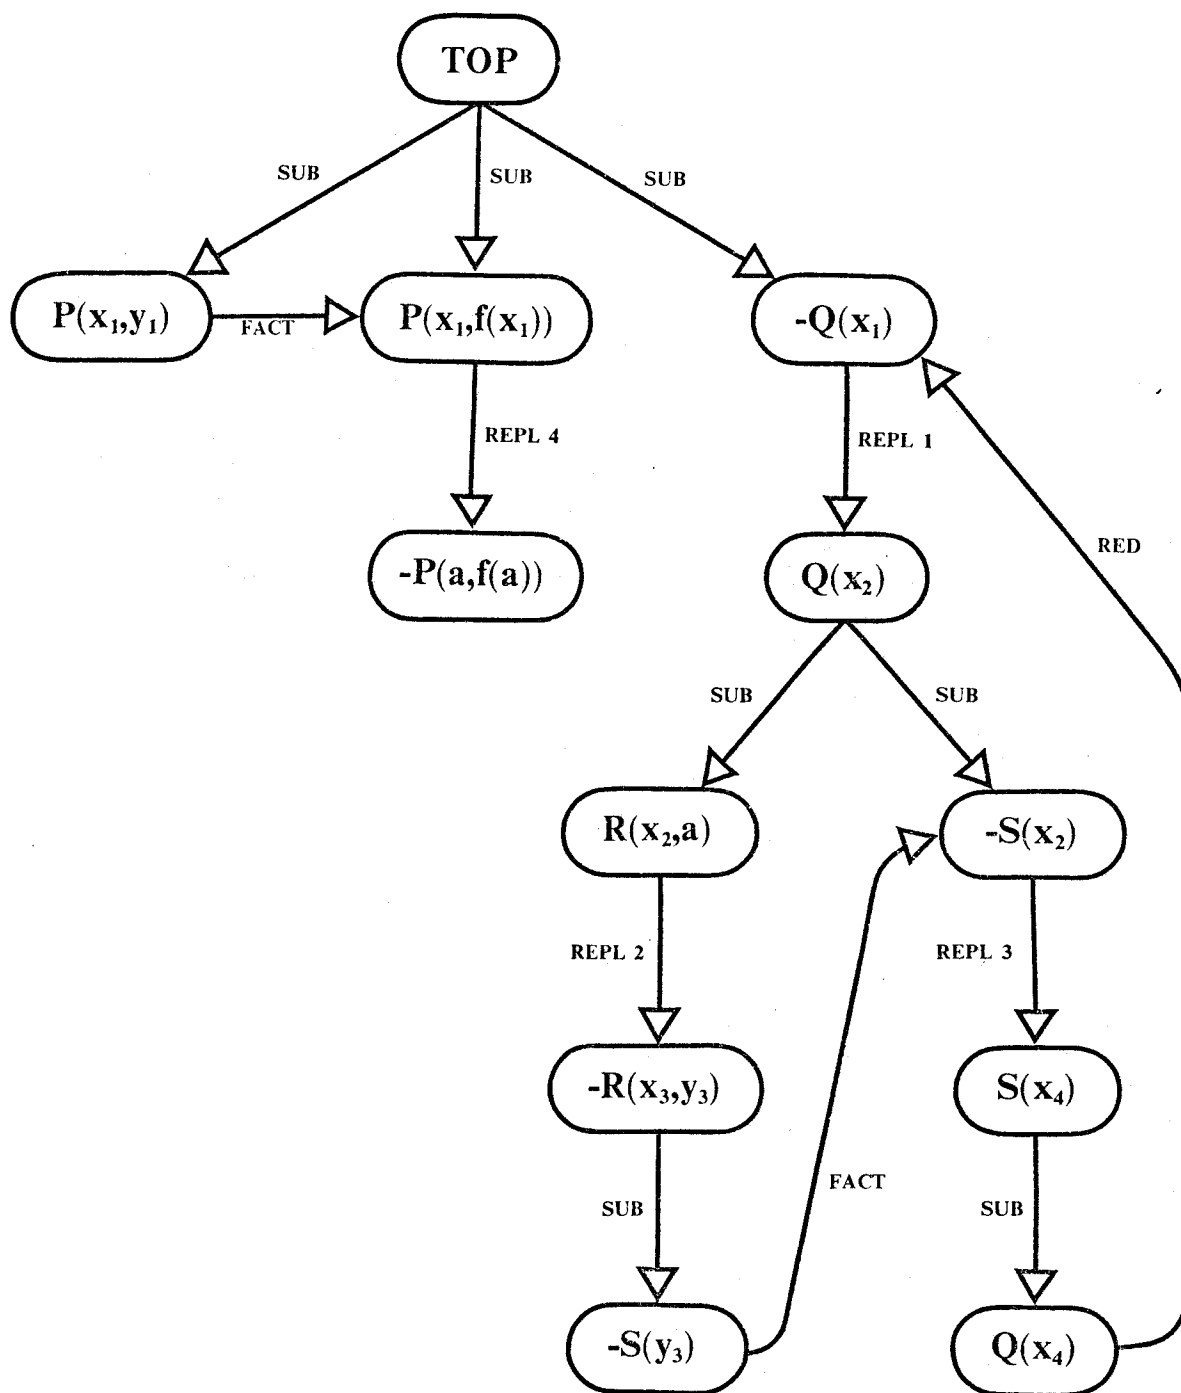 TOP
SUB
SUB
SUB
P(x₁,y₁)
FACT
P(x₁,f(x₁))
-Q(x₁)
REPL 4
REPL 1
-P(a,f(a))
Q(x₂)
RED
SUB
SUB
R(x₂,a)
-S(x₂)
REPL 2
REPL 3
-R(x₃,y₃)
S(x₄)
SUB
FACT
SUB
-S(y₃)
Q(x₄)